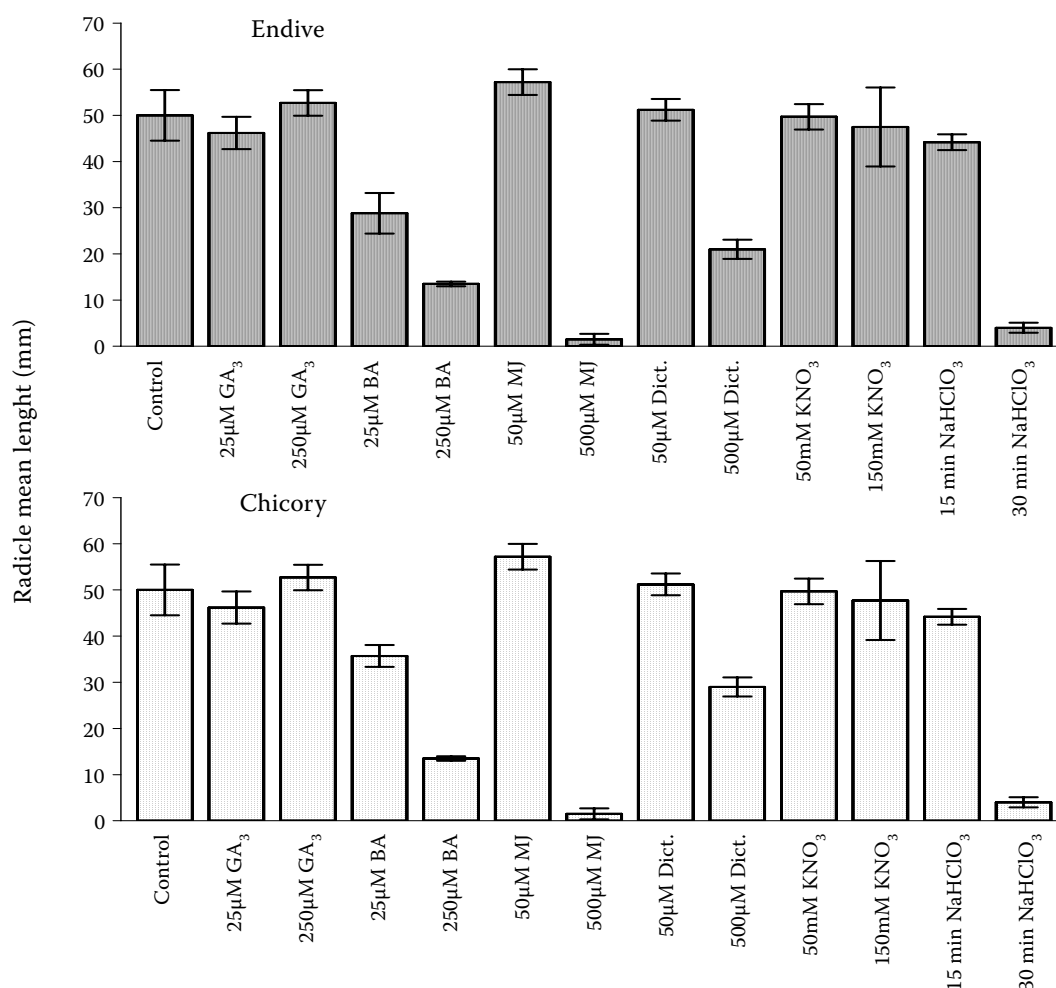 Radicle mean lenght (mm)
Endive
70
60
50
40
30
20
10
0
Control
25µM GA₃
250µM GA₃
25µM BA
250µM BA
50µM MJ
500µM MJ
50µM Dict.
500µM Dict.
50mM KNO₃
150mM KNO₃
15 min NaHClO₃
30 min NaHClO₃
Chicory
70
60
50
40
30
20
10
0
Control
25µM GA₃
250µM GA₃
25µM BA
250µM BA
50µM MJ
500µM MJ
50µM Dict.
500µM Dict.
50mM KNO₃
150mM KNO₃
15 min NaHClO₃
30 min NaHClO₃